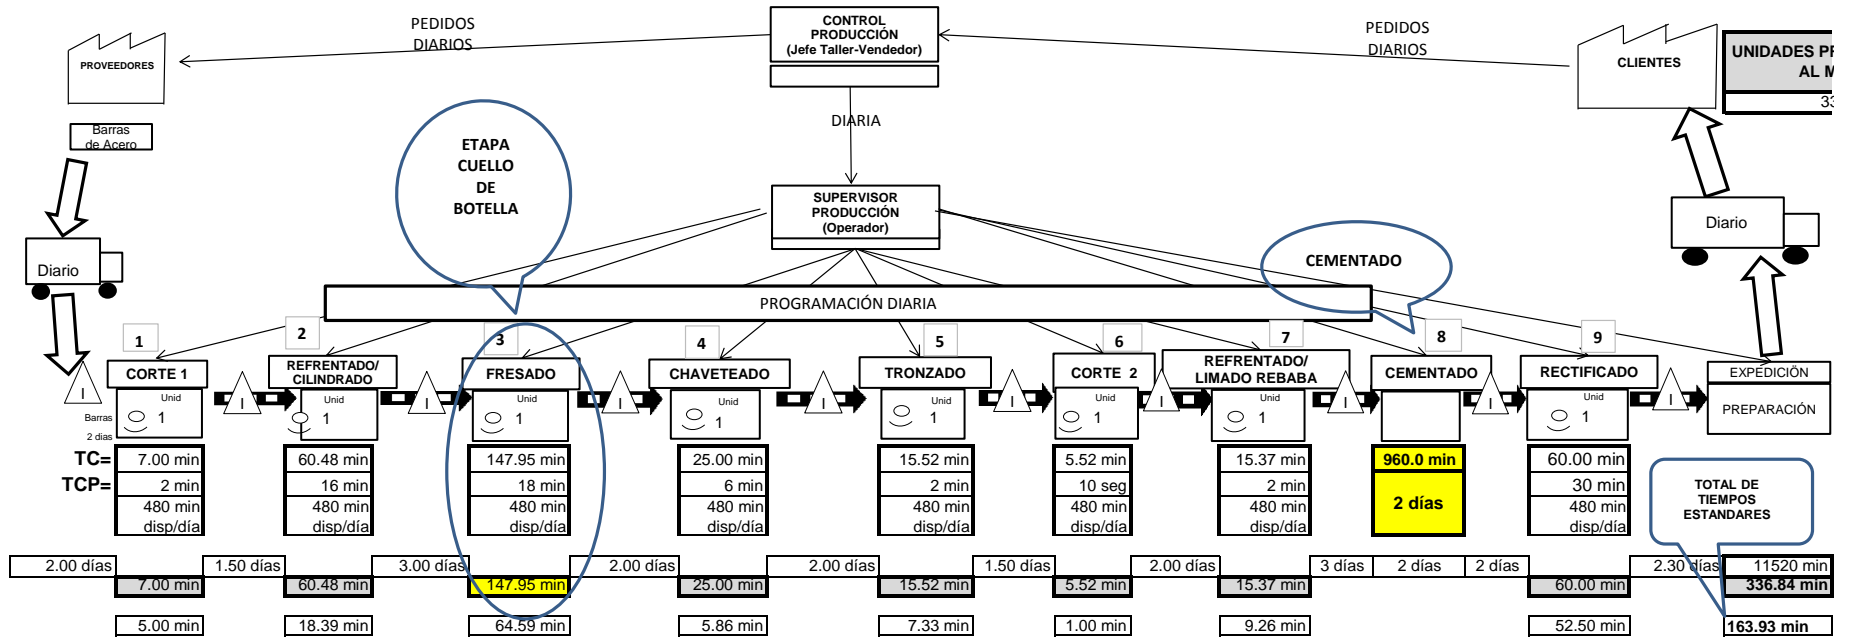 PEDIDOS
DIARIOS
CONTROL
PRODUCCIÓN
(Jefe Taller-Vendedor)
PEDIDOS
DIARIOS
PROVEEDORES
CLIENTES
UNIDADES
AL
Barras
de Acero
DIARIA
ETAPA
CUELLO
DE
BOTELLA
SUPERVISOR
PRODUCCIÓN
(Operador)
Diario
Diario
CEMENTADO
PROGRAMACIÓN DIARIA
1 2 3 4 5 6 7 8 9
CORTE 1
REFRENTADO/
CILINDRADO
FRESADO
CHAVETEADO
TRONZADO
CORTE 2
REFRENTADO/
LIMADO REBABA
CEMENTADO
RECTIFICADO
EXPEDICIÖN
PREPARACIÓN
I I I I I I I I I I
Barras
2 dias
Unid Unid Unid Unid Unid Unid Unid Unid
1 1 1 1 1 1 1 1
TC= 7.00 min 60.48 min 147.95 min 25.00 min 15.52 min 5.52 min 15.37 min 960.0 min 60.00 min
TCP= 2 min 16 min 18 min 6 min 2 min 10 seg 2 min 2 días 30 min
480 min 480 min 480 min 480 min 480 min 480 min 480 min 480 min
disp/día disp/día disp/día disp/día disp/día disp/día disp/día disp/día
TOTAL DE
TIEMPOS
ESTANDARES
2.00 días 1.50 días 3.00 días 2.00 días 2.00 días 1.50 días 2.00 días 3 días 2 días 2 días 2.30 días 11520 min
7.00 min 60.48 min 147.95 min 25.00 min 15.52 min 5.52 min 15.37 min 60.00 min 336.84 min
5.00 min 18.39 min 64.59 min 5.86 min 7.33 min 1.00 min 9.26 min 52.50 min 163.93 min